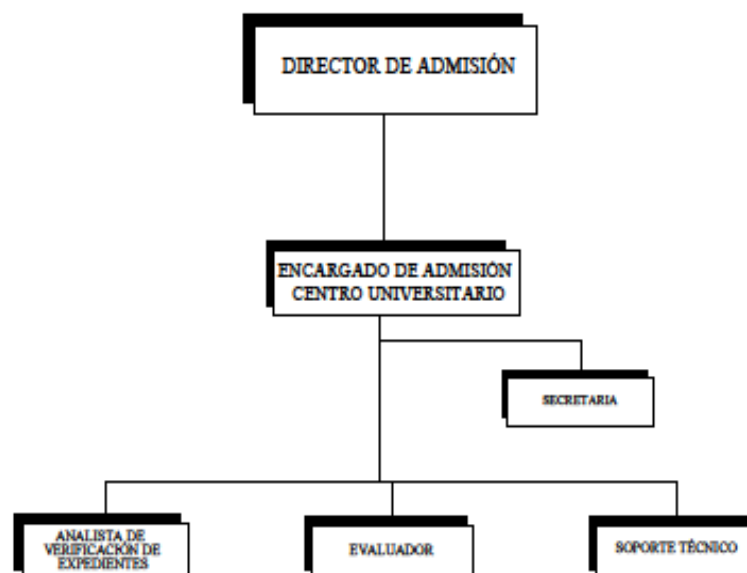 DIRECTOR DE ADMISIÓN
ENCARGADO DE ADMISIÓN
CENTRO UNIVERSITARIO
SECRETARIA
ANALISTA DE
VERIFICACIÓN DE
EXPEDIENTES
EVALUADOR
SOPORTE TÉCNICO